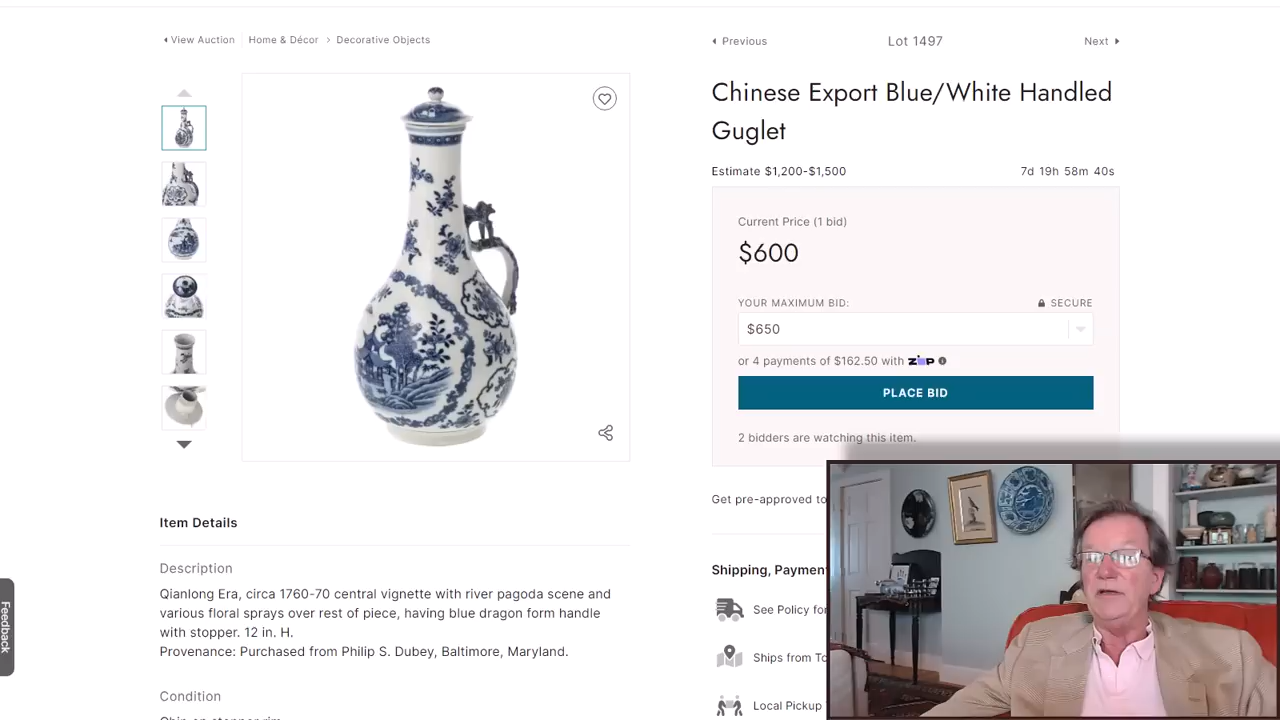 View Auction
Home & Décor
Decorative Objects
Previous
Lot 1497
Next
Chinese Export Blue/White Handled
Guglet
Estimate $1,200-$1,500
7d 19h 58m 40s
Current Price (1 bid)
$600
YOUR MAXIMUM BID:
SECURE
$650
or 4 payments of $162.50 with ZIP
PLACE BID
2 bidders are watching this item.
Get pre-approved to
Item Details
Description
Qianlong Era, circa 1760-70 central vignette with river pagoda scene and
various floral sprays over rest of piece, having blue dragon form handle
with stopper. 12 in. H.
Provenance: Purchased from Philip S. Dubey, Baltimore, Maryland.
Condition
Shipping, Paymen
See Policy for
Ships from To
Local Pickup
Feedback